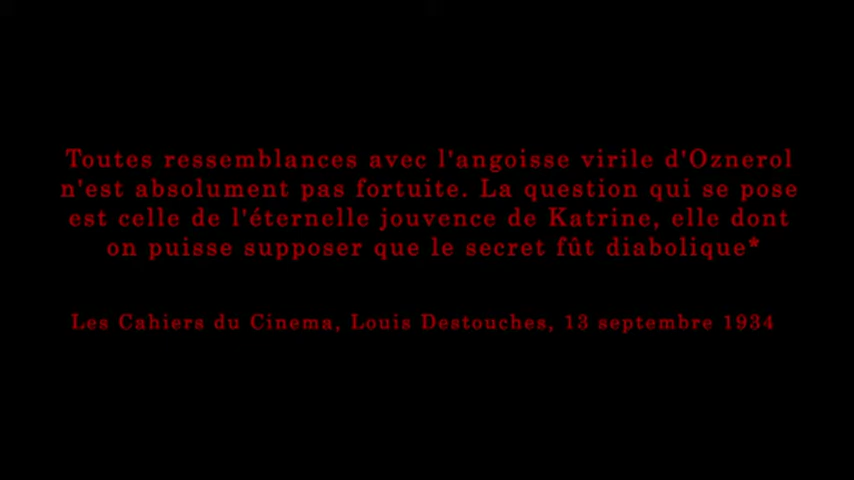 Toutes ressemblances avec l'angoisse virile d'Oznerol
n'est absolument pas fortuite. La question qui se pose
est celle de l'éternelle jouvence de Katrine, elle dont
on puisse supposer que le secret fût diabolique*
Les Cahiers du Cinema, Louis Destouches, 13 septembre 1934